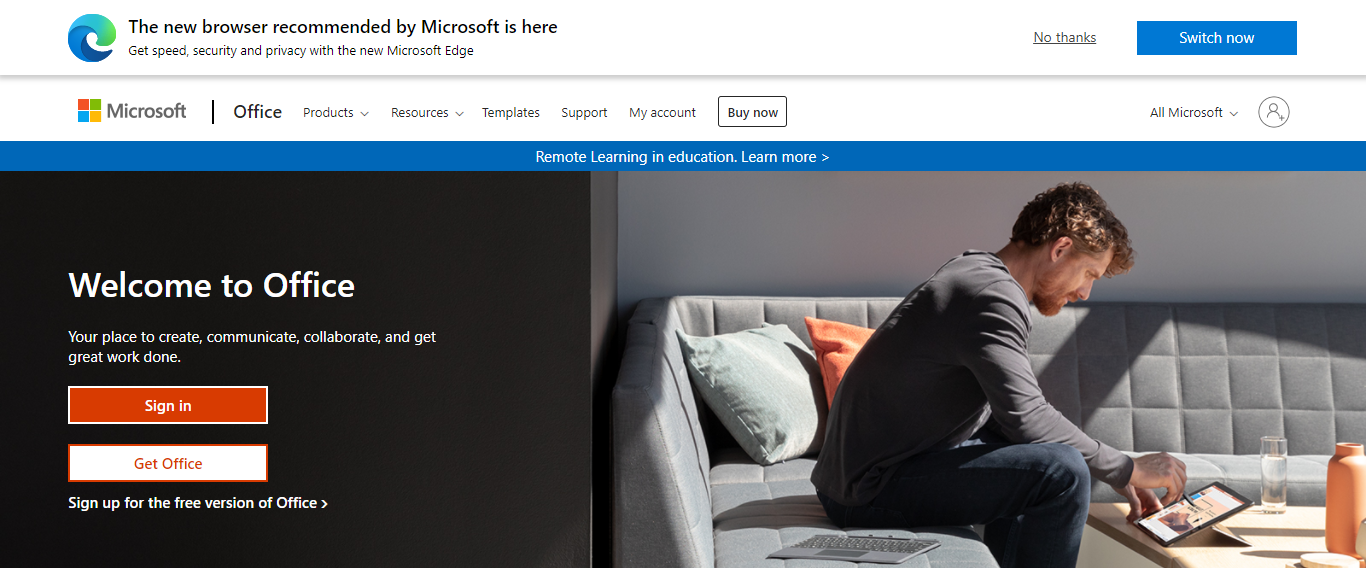 The new browser recommended by Microsoft is here
Get speed, security and privacy with the new Microsoft Edge
No thanks
Switch now
Microsoft
Office
Products
Resources
Templates
Support
My account
Buy now
All Microsoft
Remote Learning in education. Learn more >
Welcome to Office
Your place to create, communicate, collaborate, and get
great work done.
Sign in
Get Office
Sign up for the free version of Office >